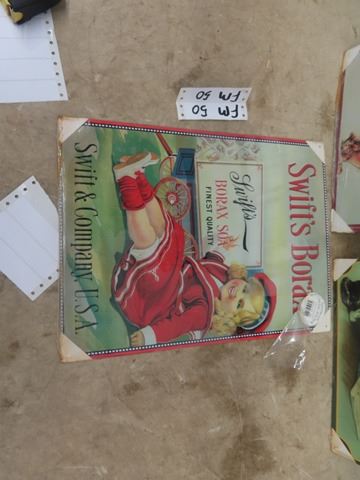 FM 50
FM 50
Swift's Borax
Swift's
BORAX SOAP
FINEST QUALITY
Swift & Company, U.S.A.